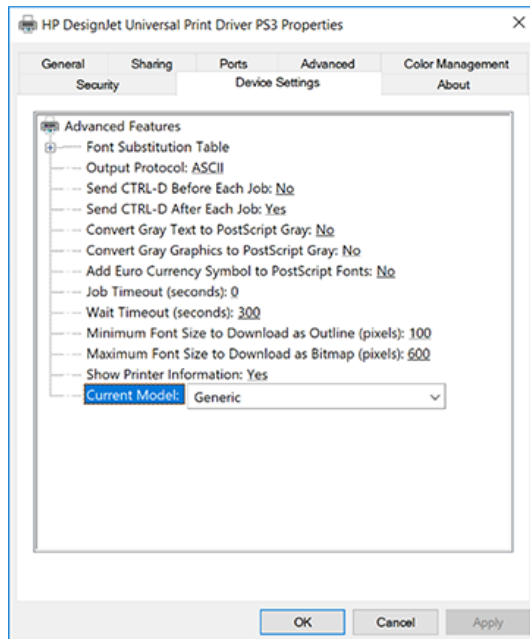 HP DesignJet Universal Print Driver PS3 Properties
General Sharing Ports Advanced Color Management
Security Device Settings About
Advanced Features
Font Substitution Table
Output Protocol: ASCII
Send CTRL-D Before Each Job: No
Send CTRL-D After Each Job: Yes
Convert Gray Text to PostScript Gray: No
Convert Gray Graphics to PostScript Gray: No
Add Euro Currency Symbol to PostScript Fonts: No
Job Timeout (seconds): 0
Wait Timeout (seconds): 300
Minimum Font Size to Download as Outline (pixels): 100
Maximum Font Size to Download as Bitmap (pixels): 600
Show Printer Information: Yes
Current Model: Generic
OK Cancel Apply